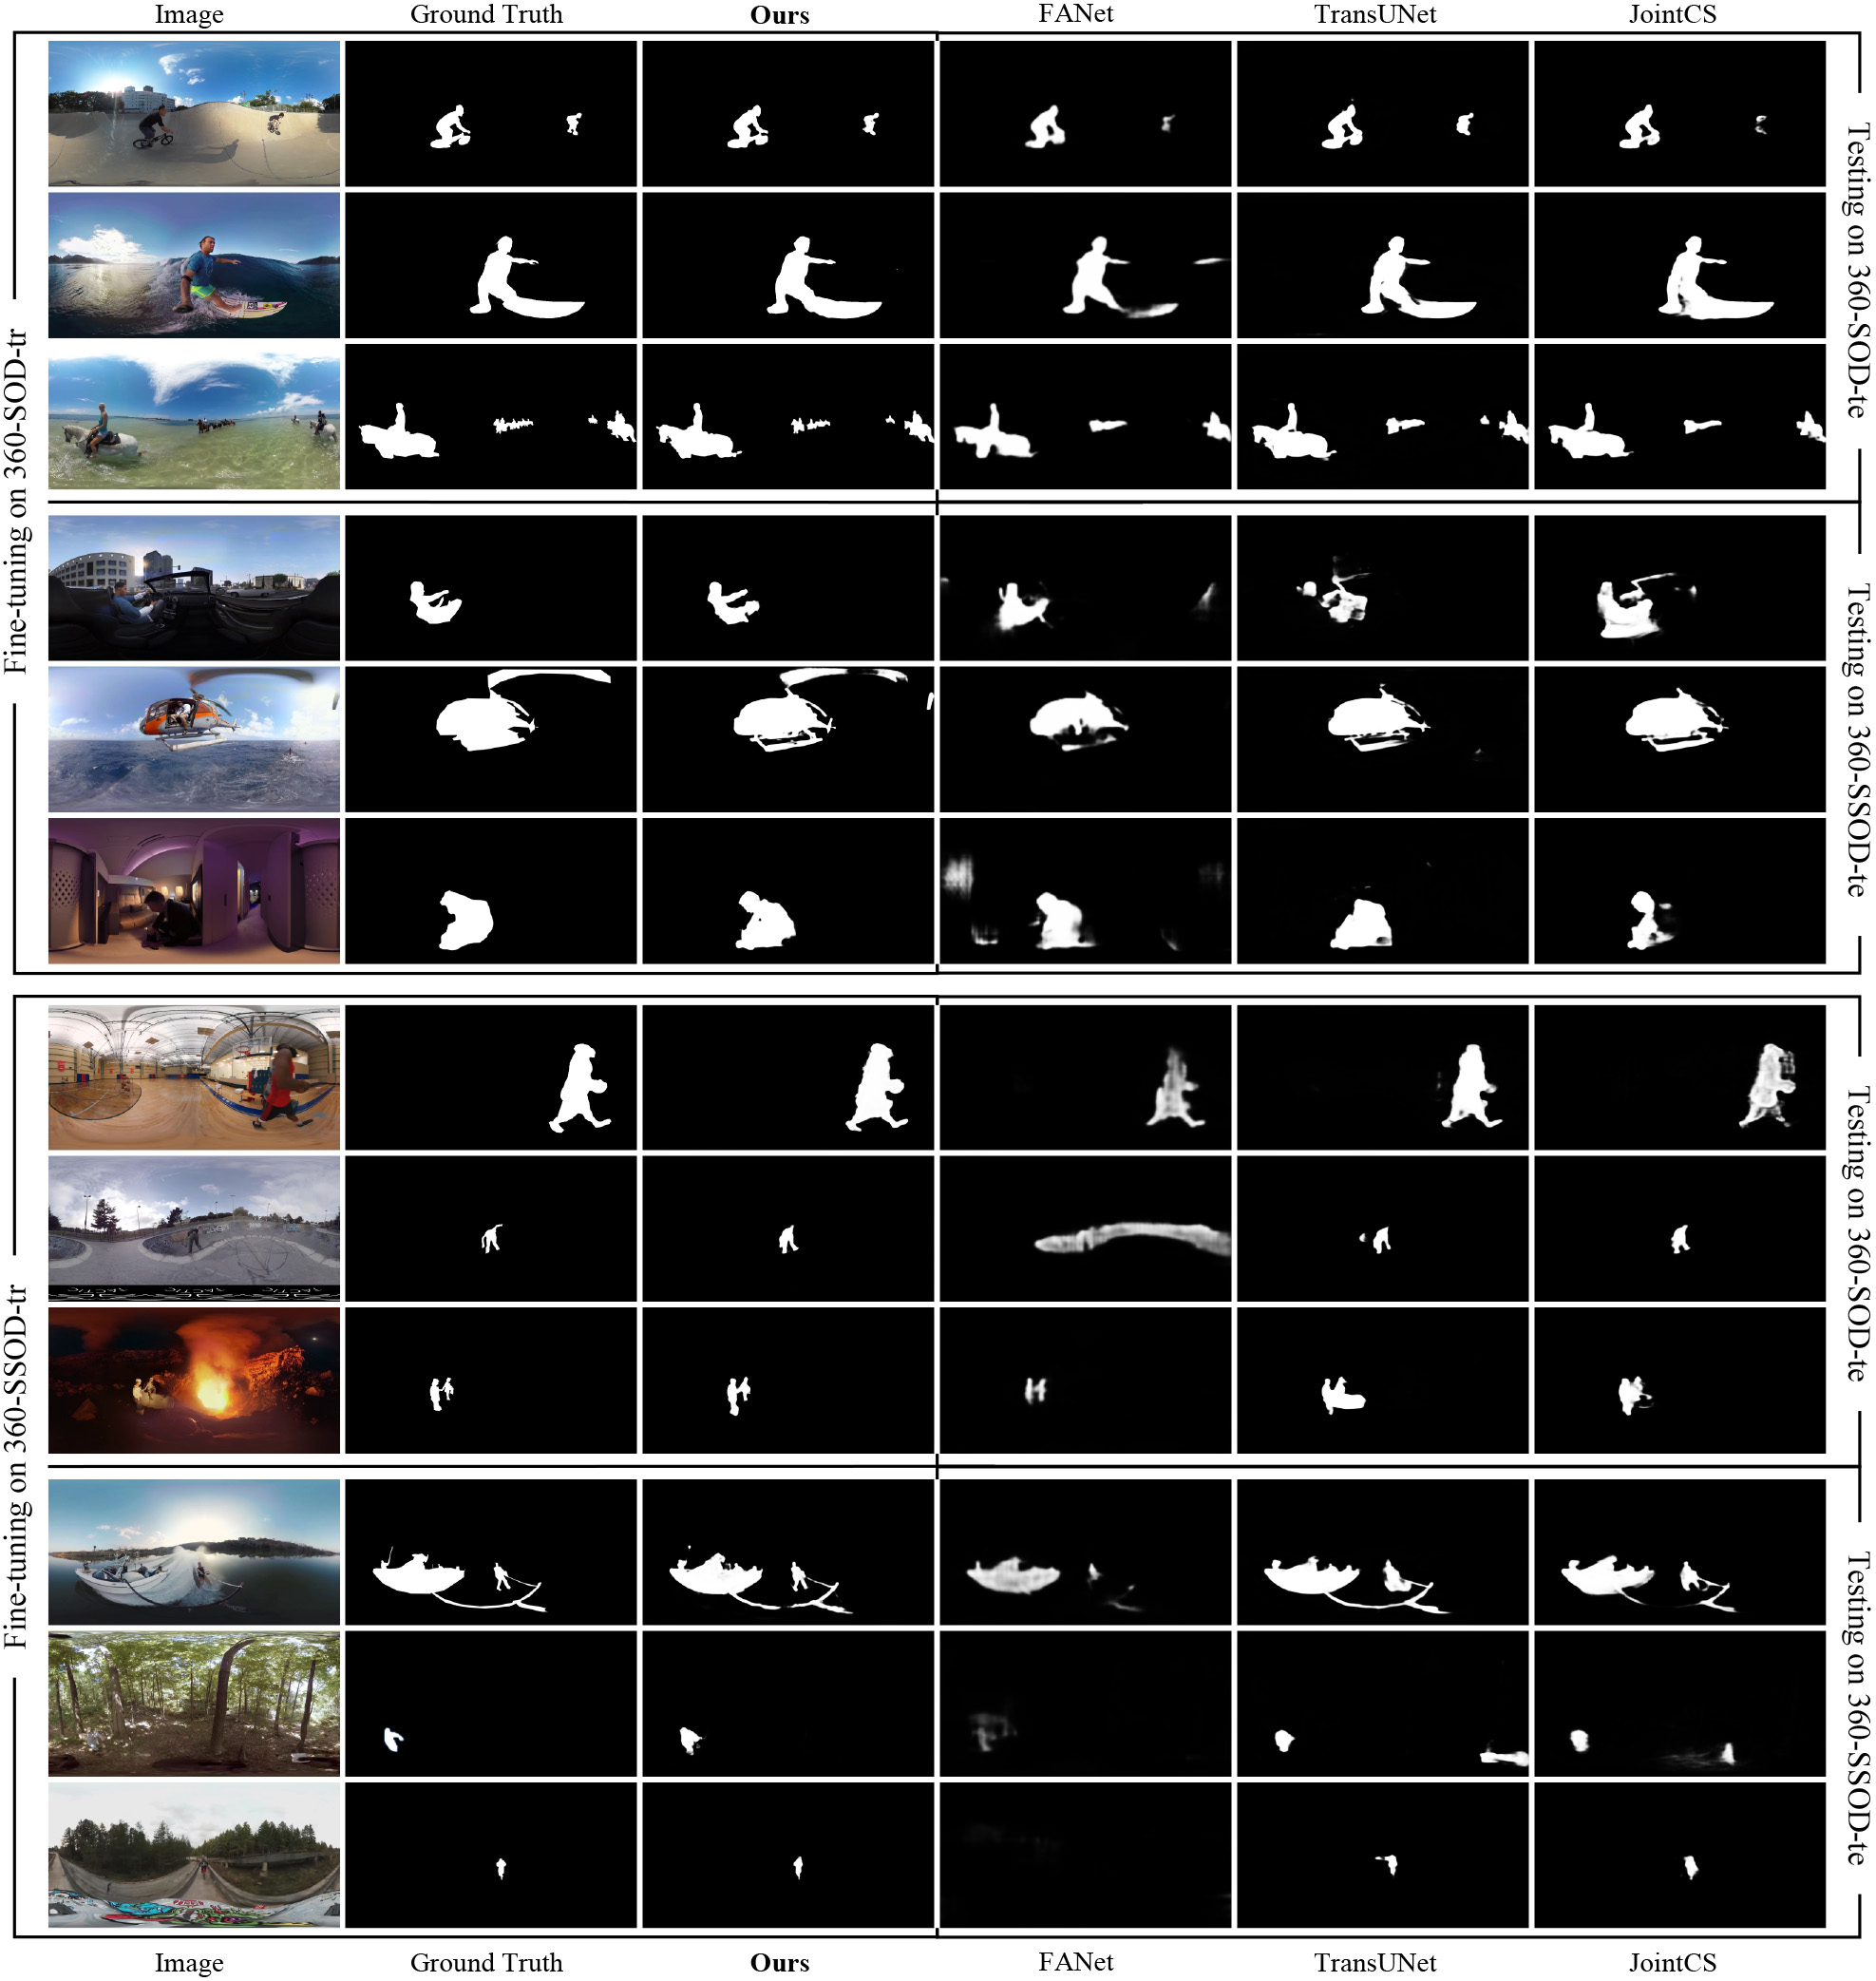 Image Ground Truth Ours FANet TransUNet JointCS
Fine-tuning on 360-SOD-tr
Testing on 360-SOD-te
Testing on 360-SSOD-te
Fine-tuning on 360-SSOD-tr
Testing on 360-SOD-te
Testing on 360-SSOD-te
Image Ground Truth Ours FANet TransUNet JointCS